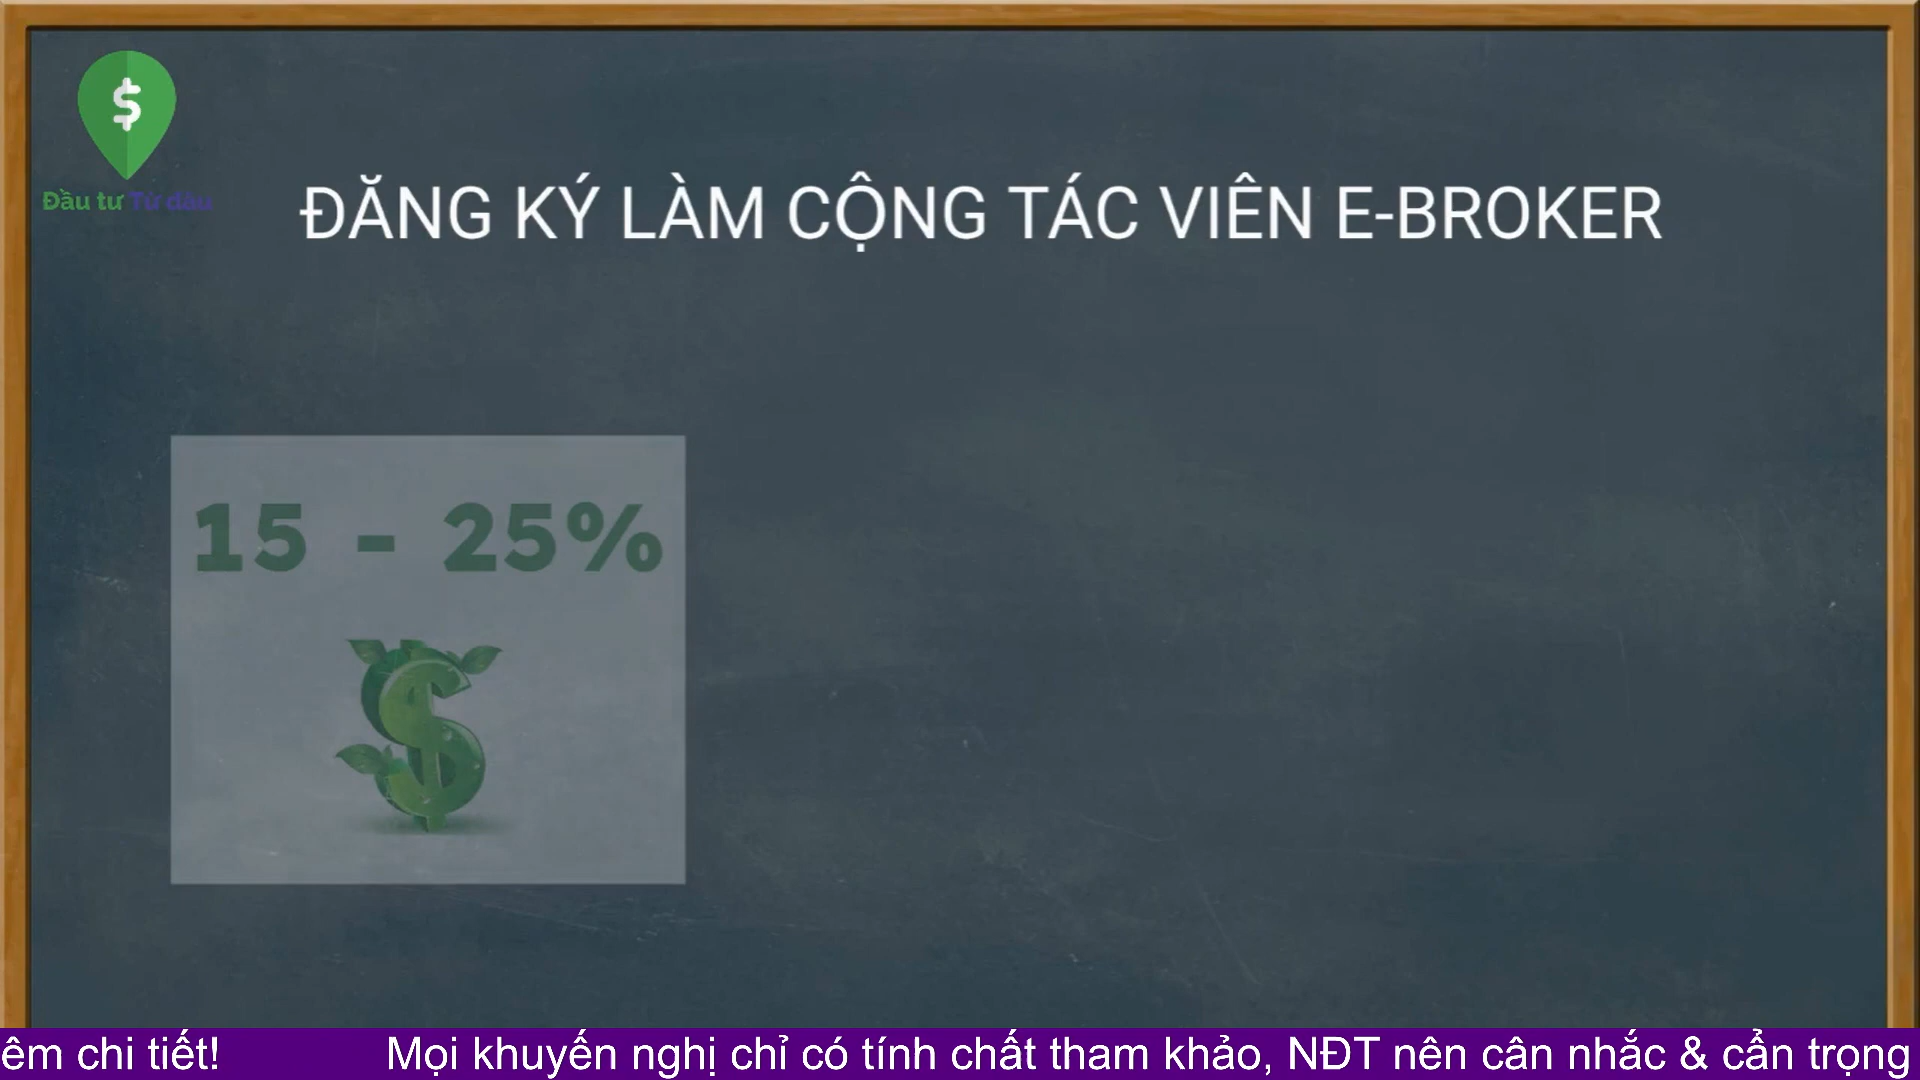 $
Đầu tư Từ đâu
ĐĂNG KÝ LÀM CỘNG TÁC VIÊN E-BROKER
15 - 25%
$
êm chi tiết! Mọi khuyến nghị chỉ có tính chất tham khảo, NĐT nên cân nhắc & cẩn trọng